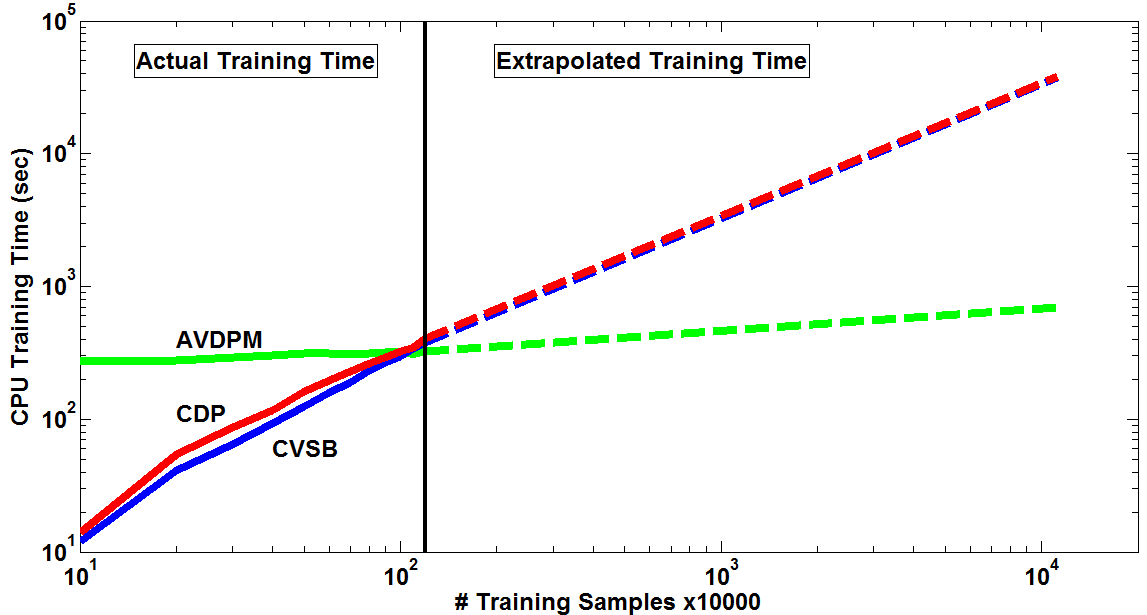 10^5
Actual Training Time
Extrapolated Training Time
10^4
CPU Training Time (sec)
10^3
AVDPM
CDP
10^2
CVSB
10^1
10^1
10^2
10^3
10^4
# Training Samples x10000